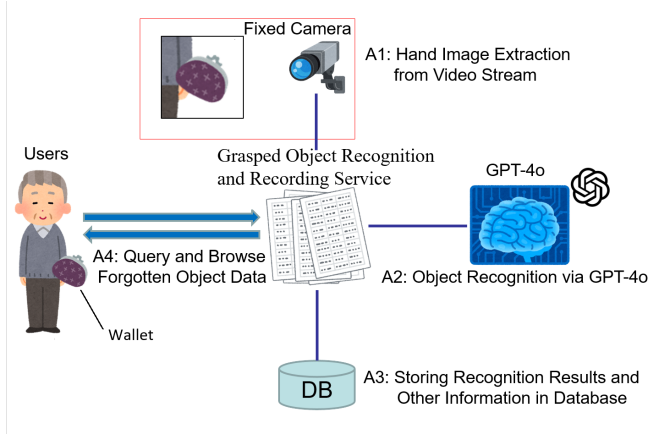 Fixed Camera
A1: Hand Image Extraction
from Video Stream
Users
Grasped Object Recognition
and Recording Service
GPT-4o
A4: Query and Browse
Forgotten Object Data
A2: Object Recognition via GPT-4o
Wallet
DB
A3: Storing Recognition Results and
Other Information in Database